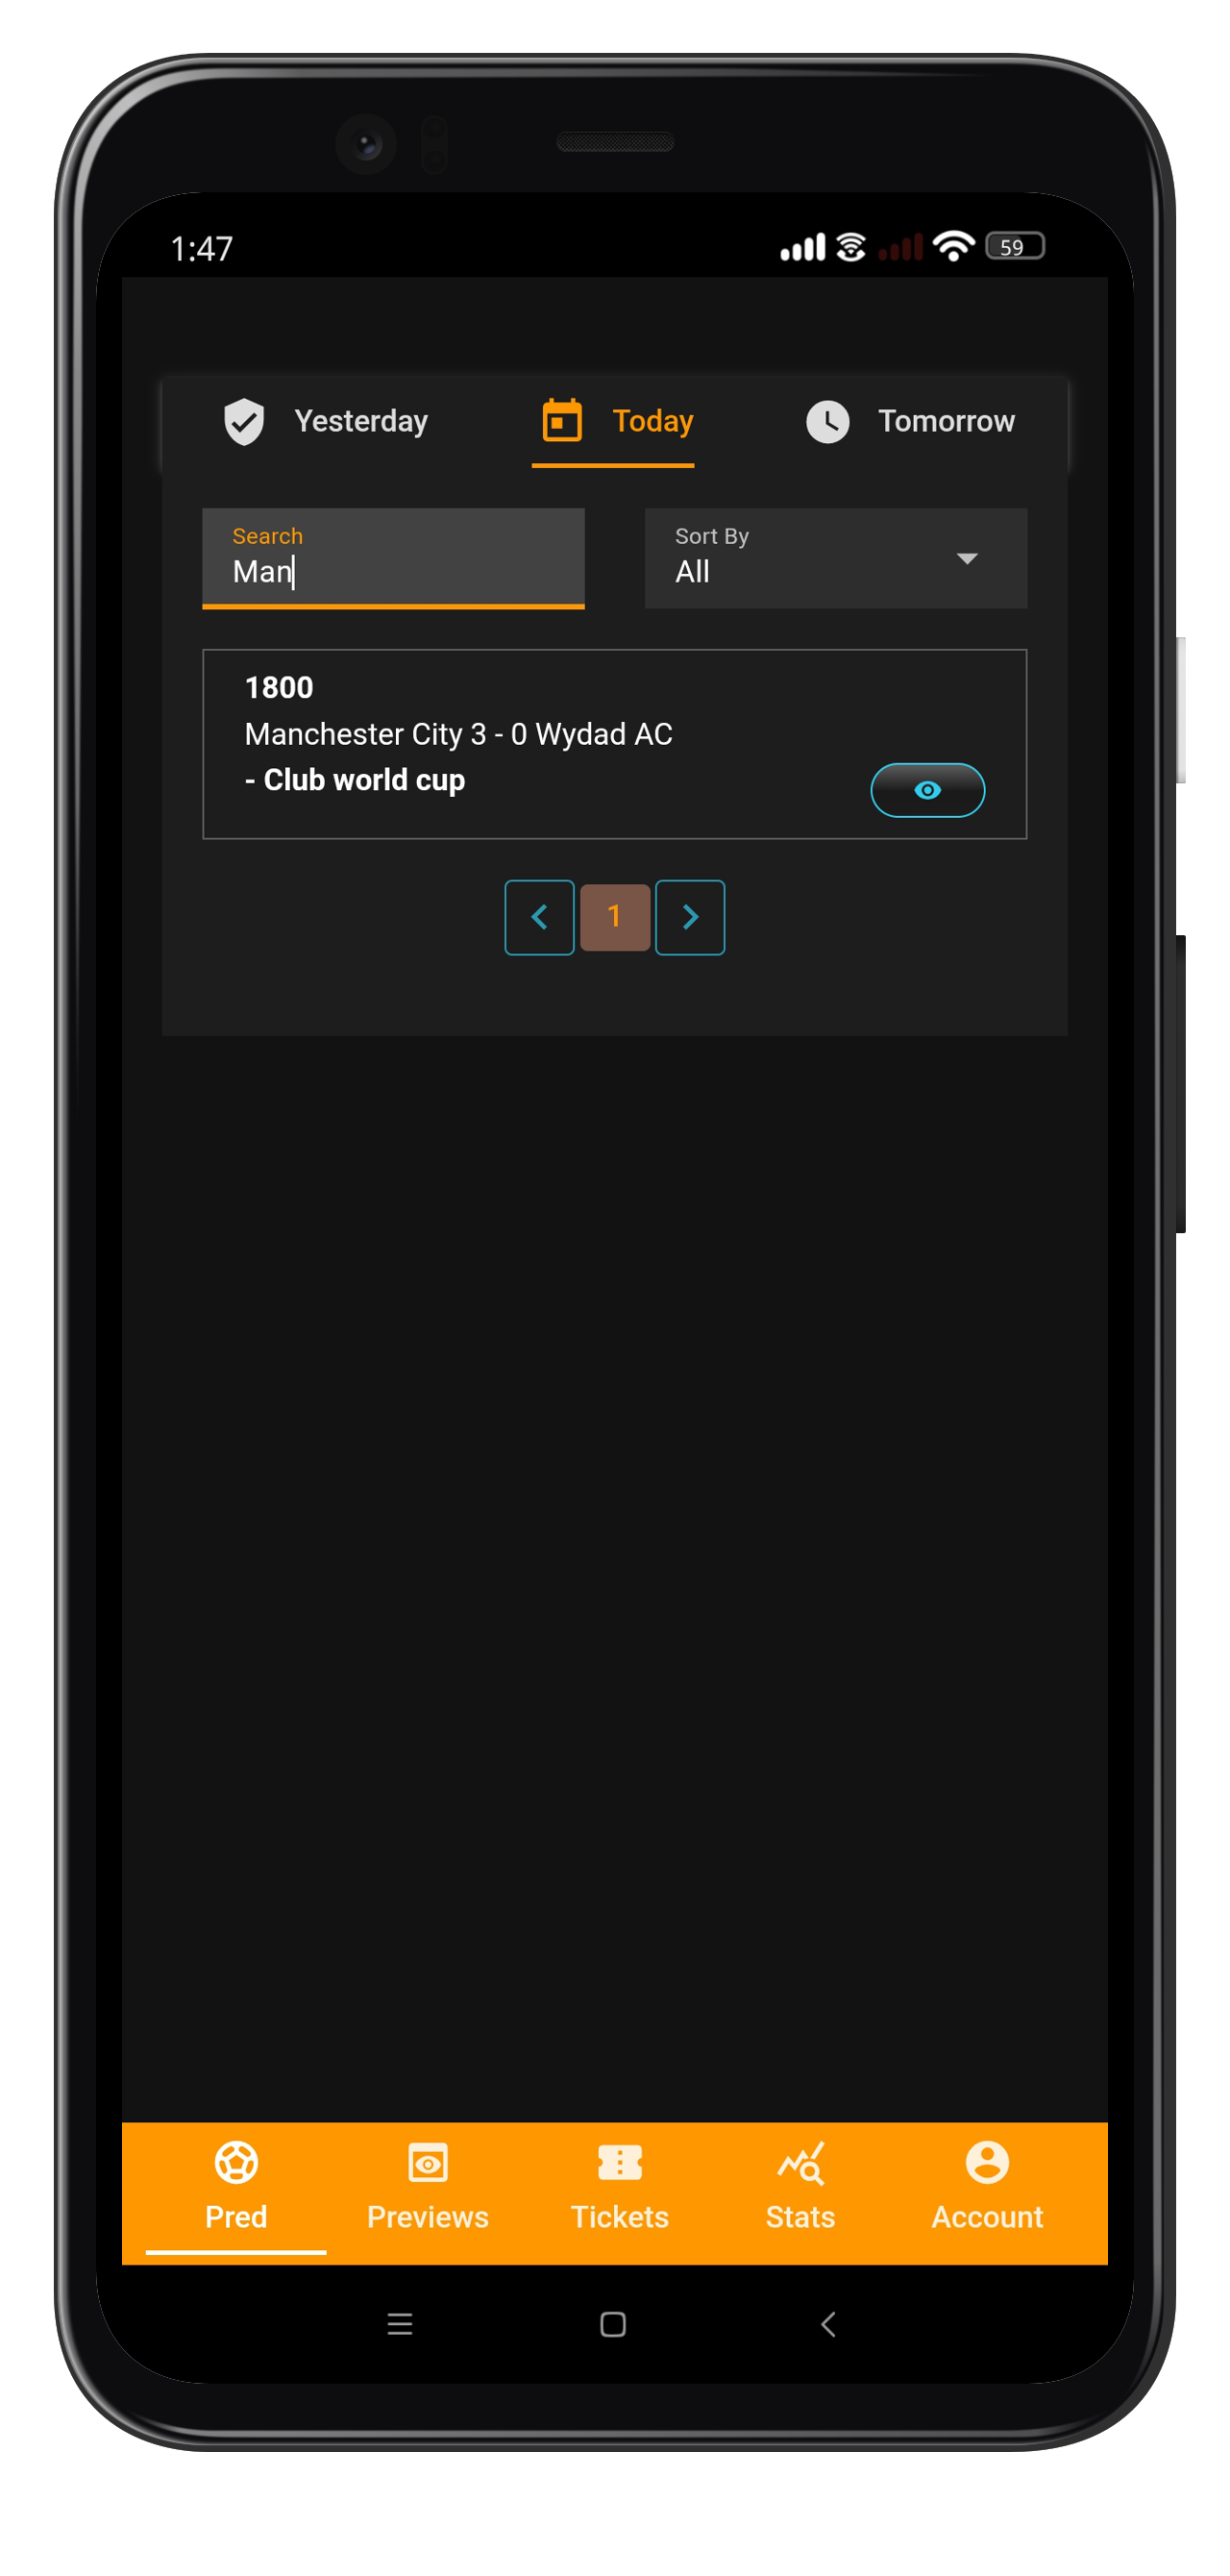 1:47 59
Yesterday Today Tomorrow
Search
Man
Sort By
All
1800
Manchester City 3 - 0 Wydad AC
- Club world cup
1
Pred Previews Tickets Stats Account